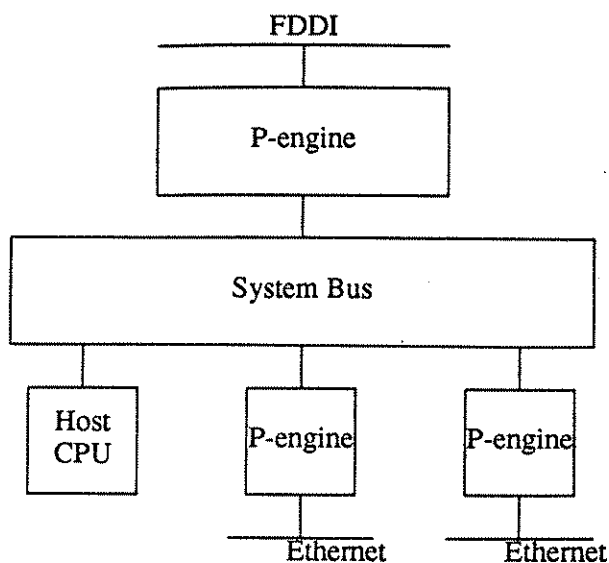 FDDI
P-engine
System Bus
Host
CPU
P-engine
P-engine
Ethernet
Ethernet